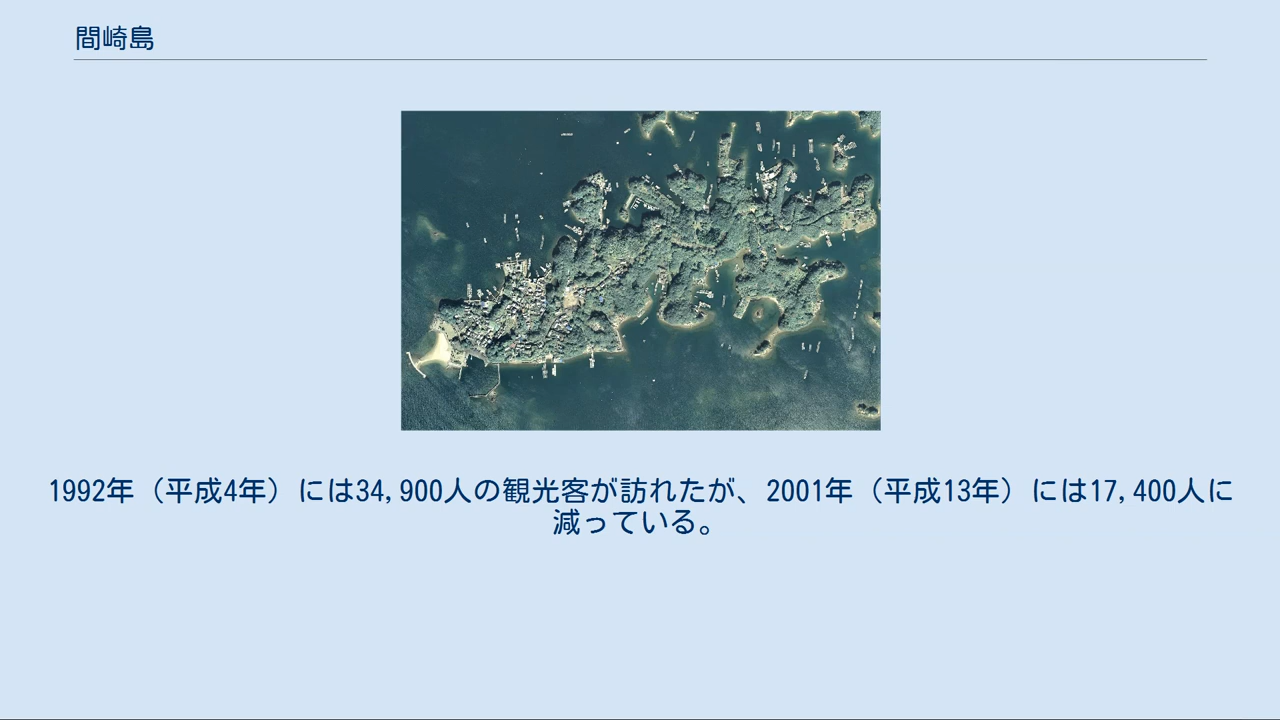 間崎島
1992年（平成4年）には34,900人の観光客が訪れたが、2001年（平成13年）には17,400人に
減っている。